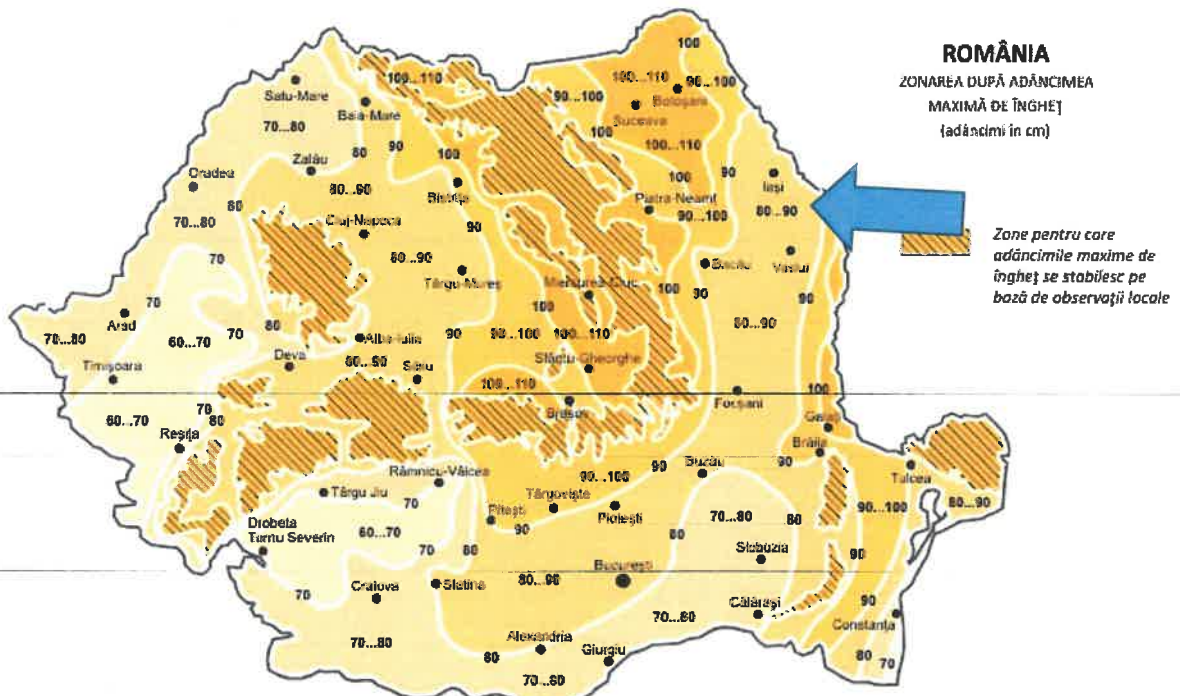 ROMÂNIA
ZONAREA DUPĂ ADÂNCIMEA
MAXIMĂ DE ÎNGHEȚ
(adâncimi în cm)
Zone pentru care
adâncimile maxime de
îngheț se stabilesc pe
bază de observații locale
100
100...110
100...110
90...100
Satu-Mare
Baia-Mare
90...100
Botoșani
Suceava
70...80
100
80
90
100
100...110
Zalău
Iași
90
Oradea
80...90
Bistrița
100
80
Piatra-Neamț
80...90
70...80
Cluj-Napoca
90
90...100
70
80...90
Bacău
Vaslui
Târgu-Mureș
Miercurea-Ciuc
100
90
90
70
Arad
100
80...90
70...80
60...70
70
80
Alba-Iulia
90
90...100
100...110
Timișoara
Deva
80...90
Sibiu
Sfântu-Gheorghe
100...110
100
Focșani
60...70
70
Brașov
Galați
Reșița
80
Brăila
90
90
Buzău
Tulcea
Râmnicu-Vâlcea
90...100
80...90
Târgu Jiu
70
Târgoviște
90...100
Pitești
Ploiești
70...80
80
Drobeta
Turnu Severin
60...70
90
80
70
80
Slobozia
90
București
80...90
Craiova
Slatina
70
Călărași
90
70...80
Constanța
70...80
Alexandria
80
Giurgiu
80
70
70...80